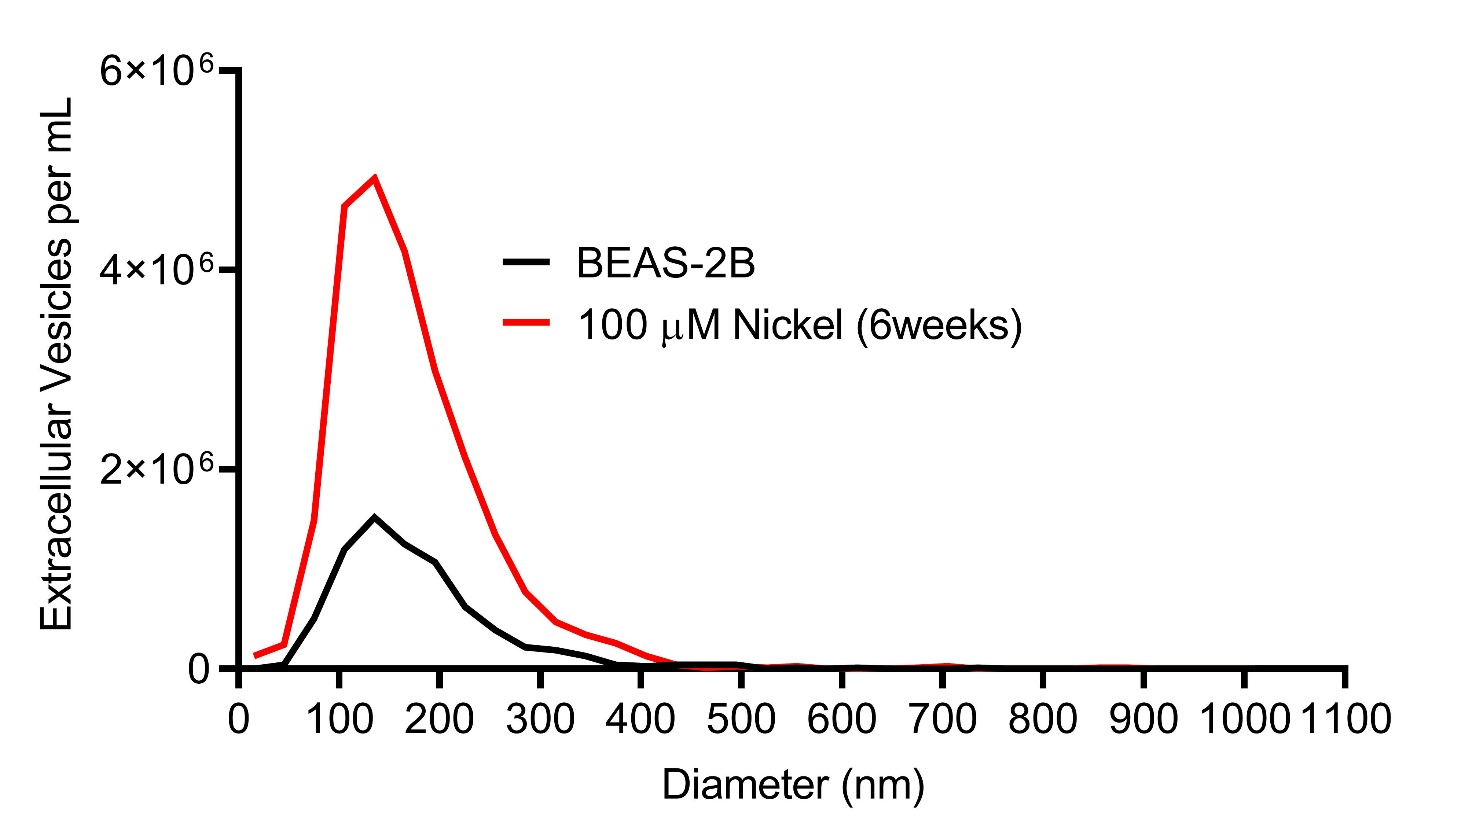 Extracellular Vesicles per mL
6×10⁶
4×10⁶
2×10⁶
0
BEAS-2B
100 μM Nickel (6weeks)
0 100 200 300 400 500 600 700 800 900 1000 1100
Diameter (nm)